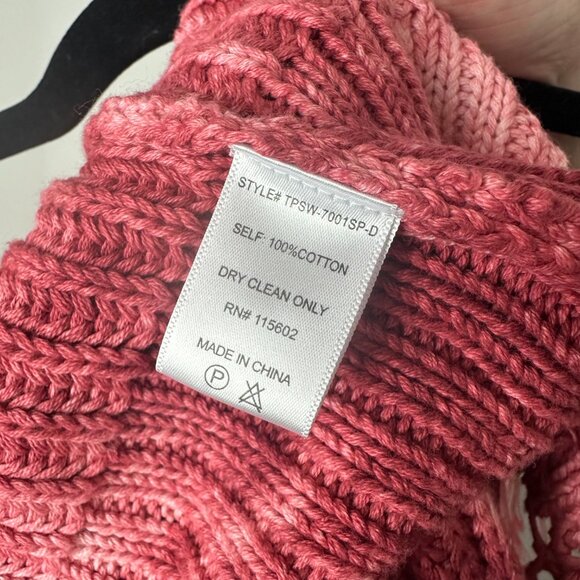 STYLE# TPSW-7001SP-D
SELF: 100%COTTON
DRY CLEAN ONLY
RN# 115602
MADE IN CHINA
P